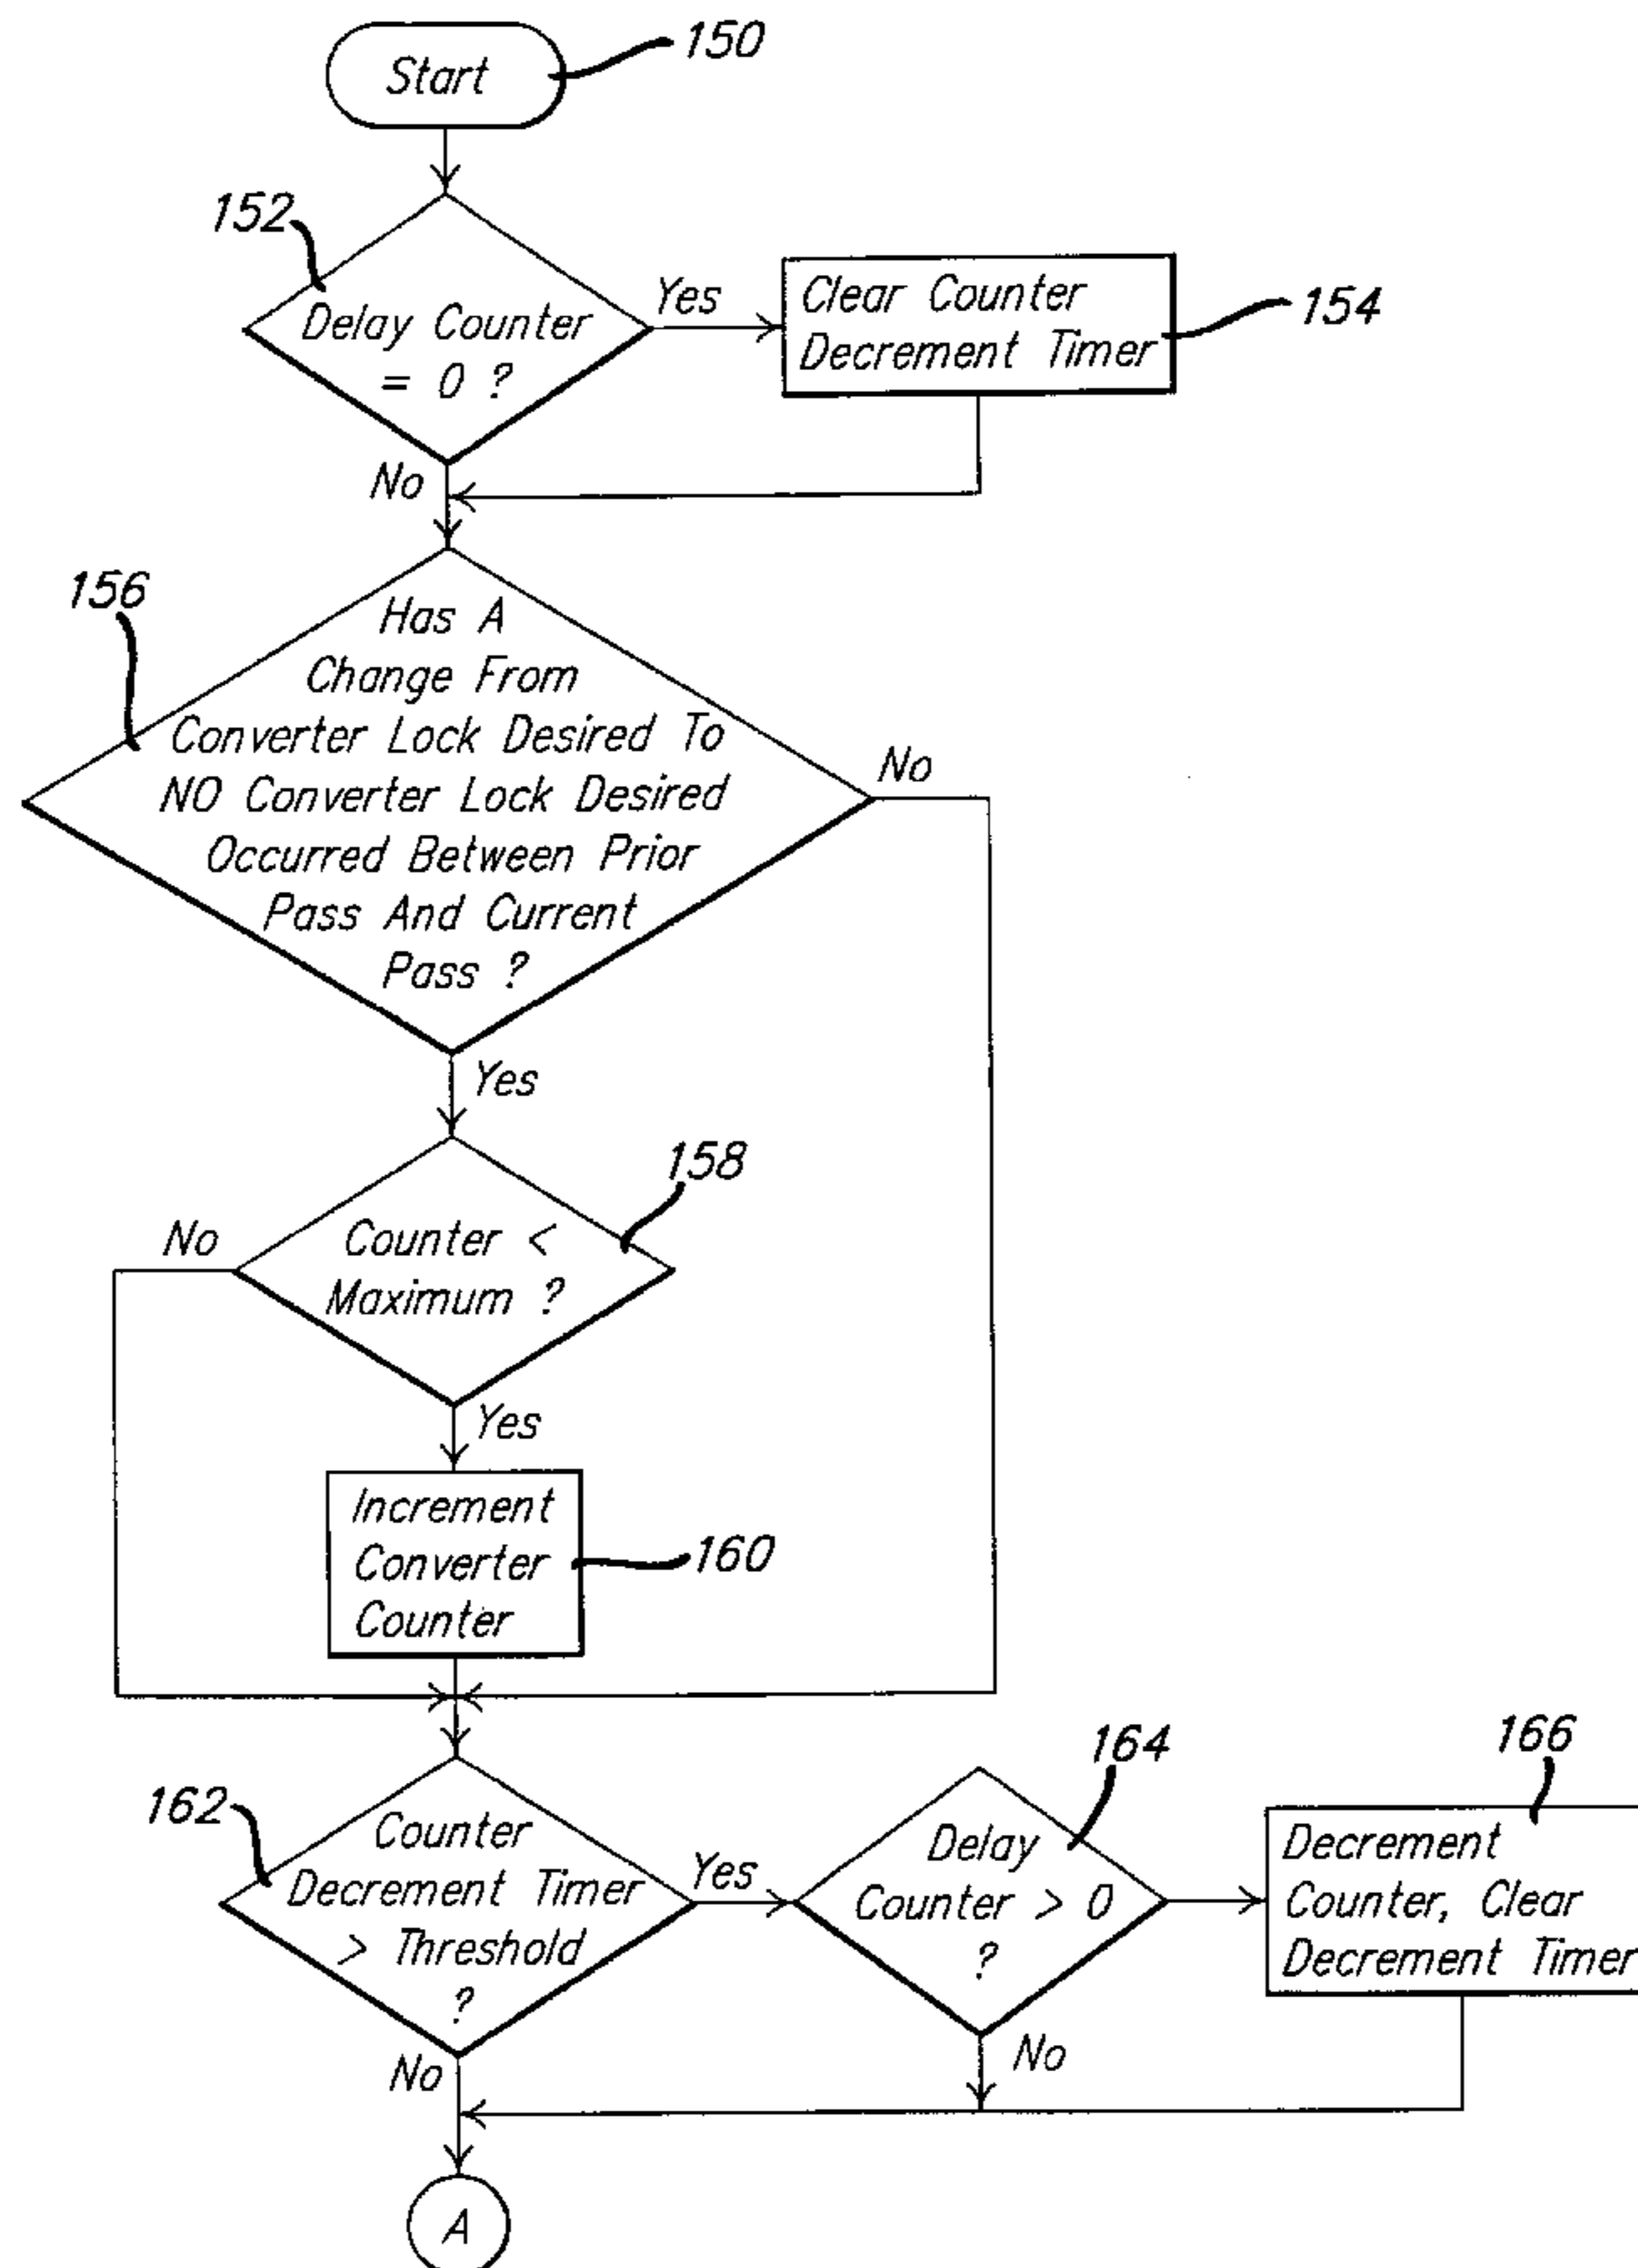 Start
150
152
Delay Counter
= 0 ?
Yes
Clear Counter
Decrement Timer
154
No
156
Has A
Change From
Converter Lock Desired To
NO Converter Lock Desired
Occurred Between Prior
Pass And Current
Pass ?
No
Yes
158
No
Counter <
Maximum ?
Yes
Increment
Converter
Counter
160
162
Counter
Decrement Timer
> Threshold
?
Yes
164
Delay
Counter > 0
?
166
Decrement
Counter, Clear
Decrement Timer
No
No
A